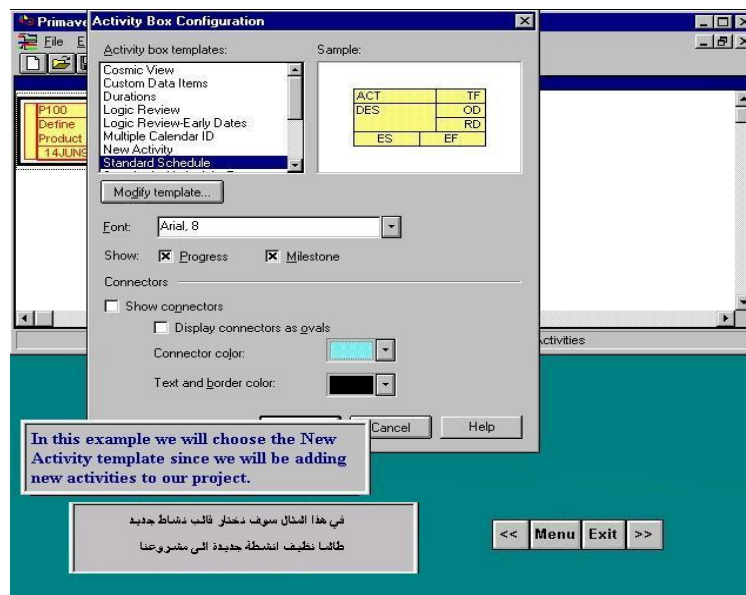 Primave
Activity Box Configuration
File E
P100
Define
Product
14JUN9
Activity box templates:
Cosmic View
Custom Data Items
Durations
Logic Review
Logic Review-Early Dates
Multiple Calendar ID
New Activity
Standard Schedule
Sample:
ACT TF
DES OD
RD
ES EF
Modify template...
Font: Arial, 8
Show: Progress Milestone
Connectors
Show connectors
Display connectors as ovals
Connector color:
Text and border color:
Cancel Help
ctivities
In this example we will choose the New
Activity template since we will be adding
new activities to our project.
في هذا المثال سوف نختار قالب نشاط جديد
طالما نظيف انشطة جديدة الى مشروعنا
<< Menu Exit >>